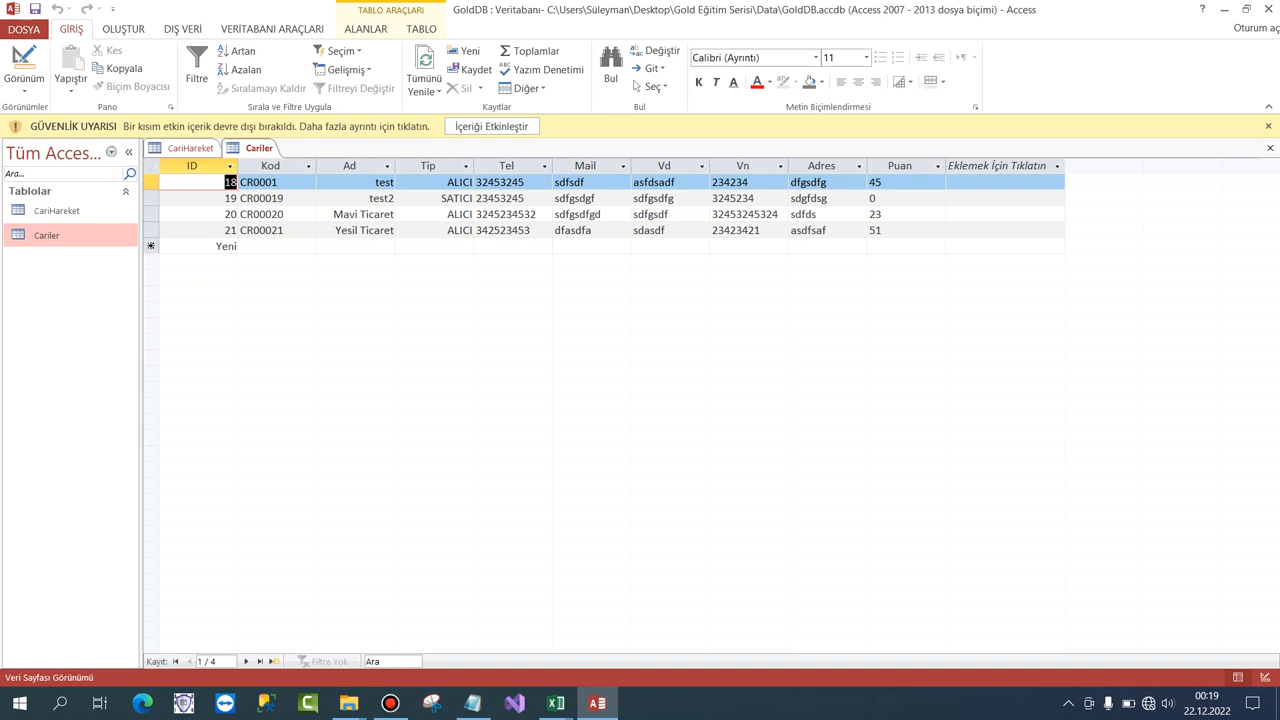 GoldDB : Veritabanı- C:\Users\Süleyman\Desktop\Gold Eğitim Serisi\Data\GoldDB.accdb (Access 2007 - 2013 dosya biçimi) - Access
TABLO ARAÇLARI
DOSYA GİRİŞ OLUŞTUR DIŞ VERİ VERİTABANI ARAÇLARI ALANLAR TABLO Oturum aç
Görünüm
Yapıştır
Kes
Kopyala
Biçim Boyacısı
Filtre
Artan
Azalan
Sıralamayı Kaldır
Seçim
Gelişmiş
Filtreyi Değiştir
Tümünü Yenile
Yeni
Kaydet
Sil
Toplamlar
Yazım Denetimi
Diğer
Bul
Değiştir
Git
Seç
Calibri (Ayrıntı) 11
K T A A
Görünümler Pano Sırala ve Filtre Uygula Kayıtlar Bul Metin Biçimlendirmesi
GÜVENLİK UYARISI Bir kısım etkin içerik devre dışı bırakıldı. Daha fazla ayrıntı için tıklatın. İçeriği Etkinleştir
Tüm Acces...
Ara...
Tablolar
CariHareket
Cariler
CariHareket Cariler
ID Kod Ad Tip Tel Mail Vd Vn Adres Puan Eklemek İçin Tıklatın
18 CR0001 test ALICI 32453245 sdfsdf asfdsadf 234234 dfgsdfg 45
19 CR00019 test2 SATICI 23453245 sdfgsdgf sdfgsdfg 3245234 sdgfdsg 0
20 CR00020 Mavi Ticaret ALICI 3245234532 sdfgsdfgd sdfgsdf 32453245324 sdfds 23
21 CR00021 Yesil Ticaret ALICI 342523453 dfasdfa sdasdf 23423421 asdfsaf 51
Yeni
Kayıt: 1 / 4 Filtre Yok Ara
Veri Sayfası Görünümü
00:19
22.12.2022